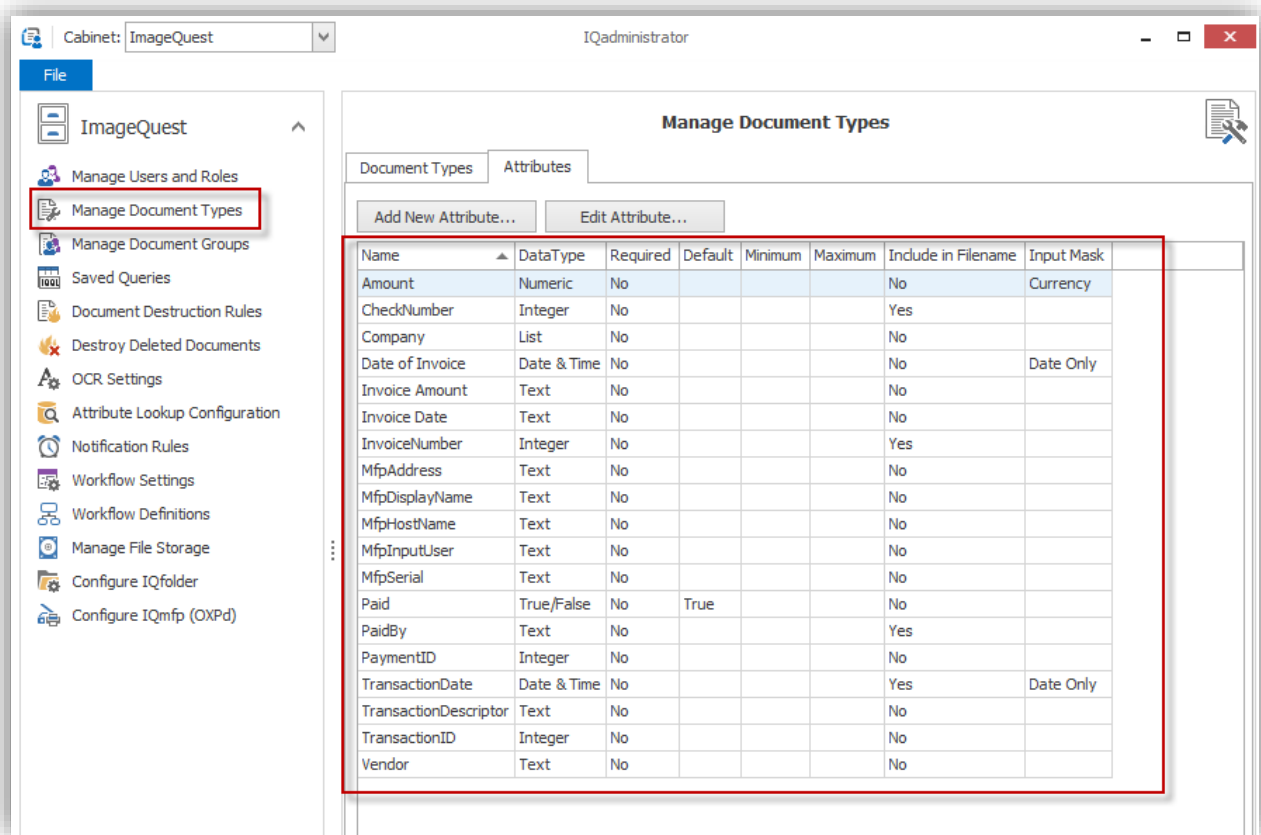 Cabinet: ImageQuest
IQadministrator
File
ImageQuest
Manage Users and Roles
Manage Document Types
Manage Document Groups
Saved Queries
Document Destruction Rules
Destroy Deleted Documents
OCR Settings
Attribute Lookup Configuration
Notification Rules
Workflow Settings
Workflow Definitions
Manage File Storage
Configure IQfolder
Configure IQmfp (OXPd)
Manage Document Types
Document Types Attributes
Add New Attribute... Edit Attribute...
Name DataType Required Default Minimum Maximum Include in Filename Input Mask
Amount Numeric No No Currency
CheckNumber Integer No Yes
Company List No No
Date of Invoice Date & Time No No Date Only
Invoice Amount Text No No
Invoice Date Text No No
InvoiceNumber Integer No Yes
MfpAddress Text No No
MfpDisplayName Text No No
MfpHostName Text No No
MfpInputUser Text No No
MfpSerial Text No No
Paid True/False No True No
PaidBy Text No Yes
PaymentID Integer No No
TransactionDate Date & Time No Yes Date Only
TransactionDescriptor Text No No
TransactionID Integer No No
Vendor Text No No